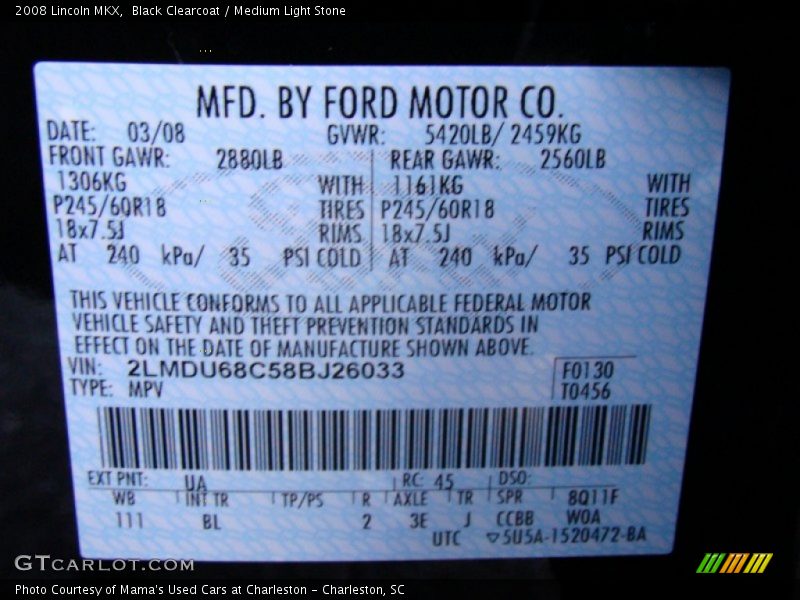 2008 Lincoln MKX,  Black Clearcoat / Medium Light Stone
MFD. BY FORD MOTOR CO.
DATE: 03/08 GVWR: 5420LB/ 2459KG
FRONT GAWR: 2880LB REAR GAWR: 2560LB
1306KG WITH 1161KG WITH
P245/60R18 TIRES P245/60R18 TIRES
18x7.5J RIMS 18x7.5J RIMS
AT 240 kPa/ 35 PSI COLD AT 240 kPa/ 35 PSI COLD
THIS VEHICLE CONFORMS TO ALL APPLICABLE FEDERAL MOTOR
VEHICLE SAFETY AND THEFT PREVENTION STANDARDS IN
EFFECT ON THE DATE OF MANUFACTURE SHOWN ABOVE.
VIN: 2LMDU68C58BJ26033 F0130
TYPE: MPV T0456
EXT PNT: UA RC: 45 DSO:
WB INT TR TP/PS R AXLE TR SPR 8Q11F
111 BL 2 3E J CCBB WOA
UTC ▽5U5A-1520472-BA
GTCARLOT.COM
Photo Courtesy of Mama's Used Cars at Charleston - Charleston, SC